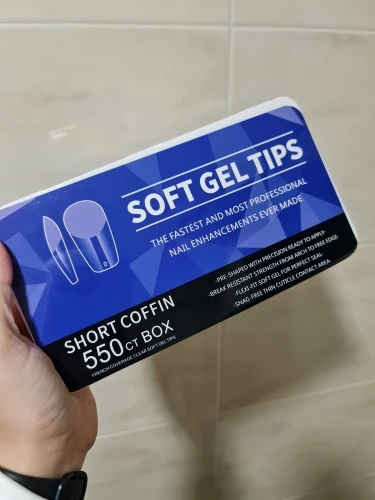 SOFT GEL TIPS
THE FASTEST AND MOST PROFESSIONAL
NAIL ENHANCEMENTS EVER MADE
SHORT COFFIN
550 CT BOX
FRENCH COVERAGE CLEAR SOFT GEL TIPS
-PRE-SHAPED WITH PRECISION READY TO APPLY-
-BREAK RESISTANT STRENGTH FROM ARCH TO FREE EDGE-
-FLEXI-FIT SOFT GEL FOR PERFECT SEAL-
-SNAG-FREE THIN CUTICLE CONTACT AREA-
0